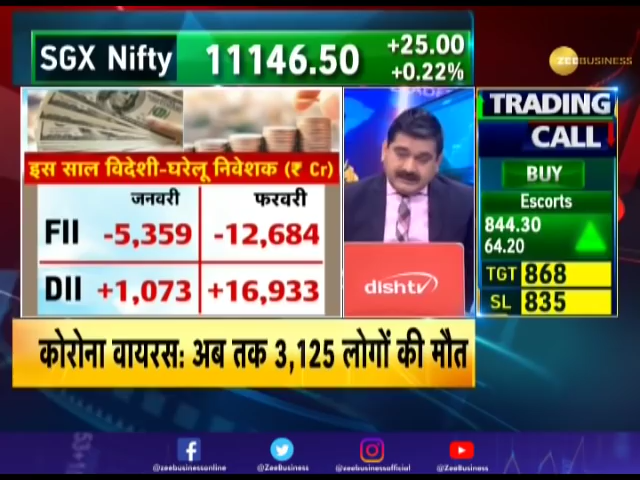 SGX Nifty 11146.50 +25.00
+0.22%
ZEEBUSINESS
इस साल विदेशी-घरेलू निवेशक (₹ Cr)
जनवरी फरवरी
FII -5,359 -12,684
DII +1,073 +16,933
dishtv
TRADING
CALL
BUY
Escorts
844.30
64.20
TGT 868
SL 835
कोरोना वायरस: अब तक 3,125 लोगों की मौत
@zeebusinessonline @ZeeBusiness @zeebusinessofficial @ZeeBusiness